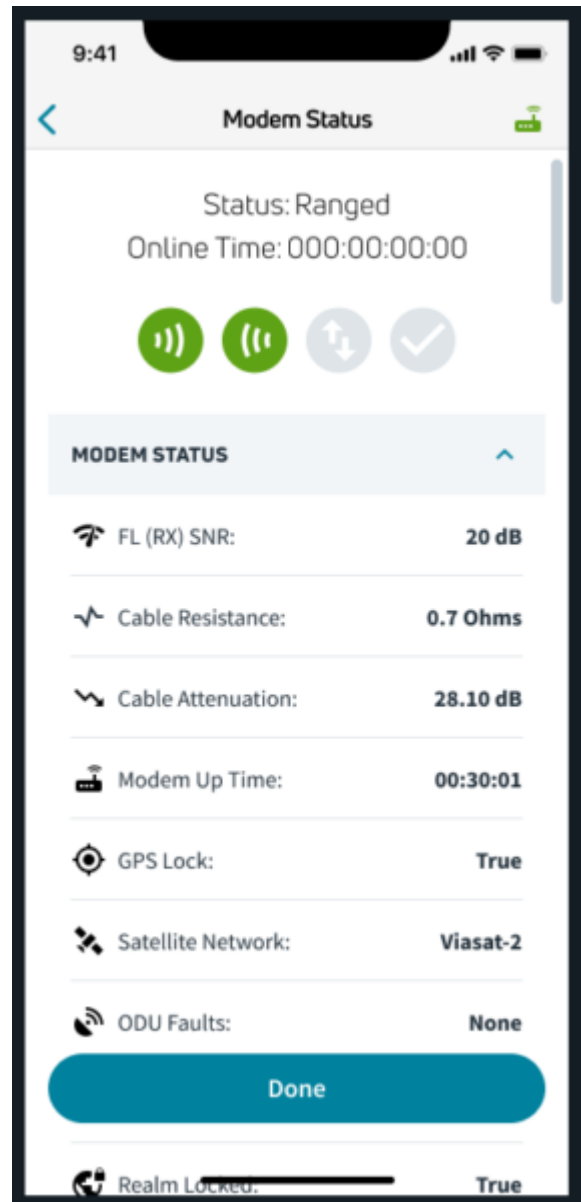 9:41
Modem Status
Status: Ranged
Online Time: 000:00:00:00
MODEM STATUS
FL (RX) SNR: 20 dB
Cable Resistance: 0.7 Ohms
Cable Attenuation: 28.10 dB
Modem Up Time: 00:30:01
GPS Lock: True
Satellite Network: Viasat-2
ODU Faults: None
Done
Realm Locked: True